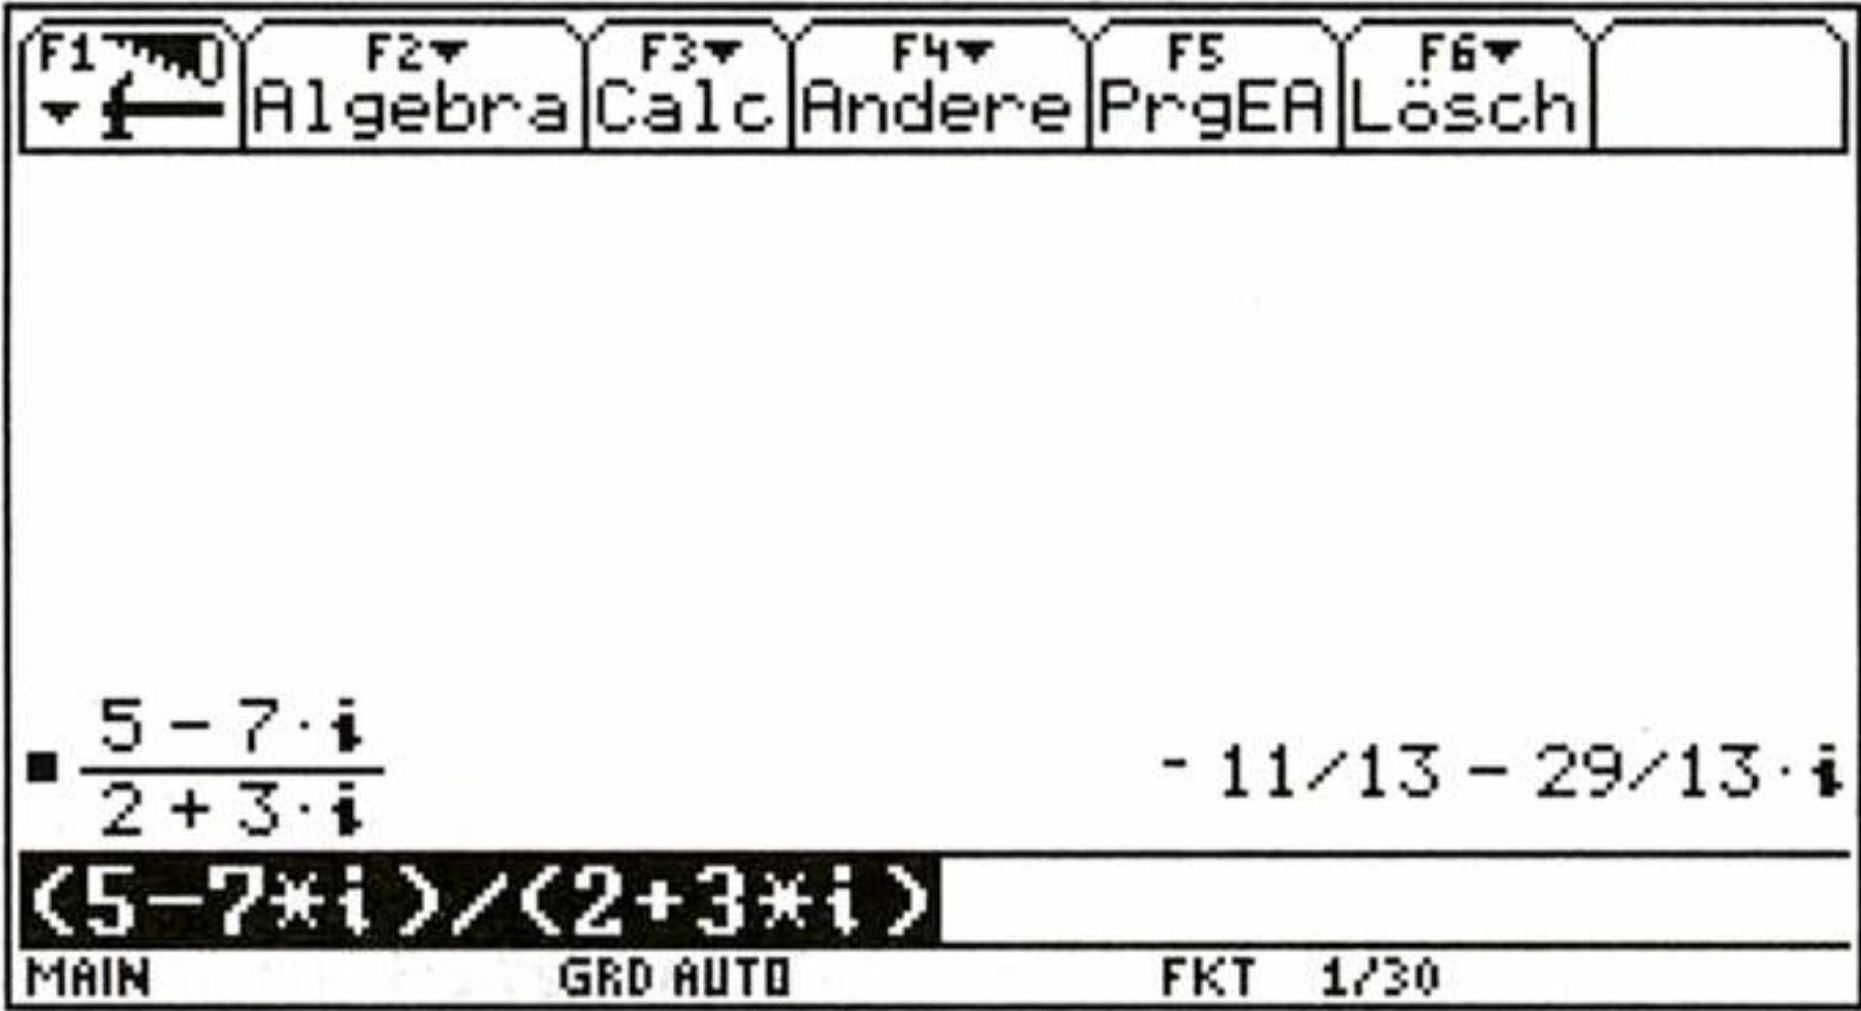 F1 F2▼ F3▼ F4▼ F5 F6▼
▼ Algebra Calc Andere PrgEA Lösch
■ (5 - 7·i)/(2 + 3·i) -11/13 - 29/13·i
(5-7*i)/(2+3*i)
MAIN GRD AUTO FKT 1/30